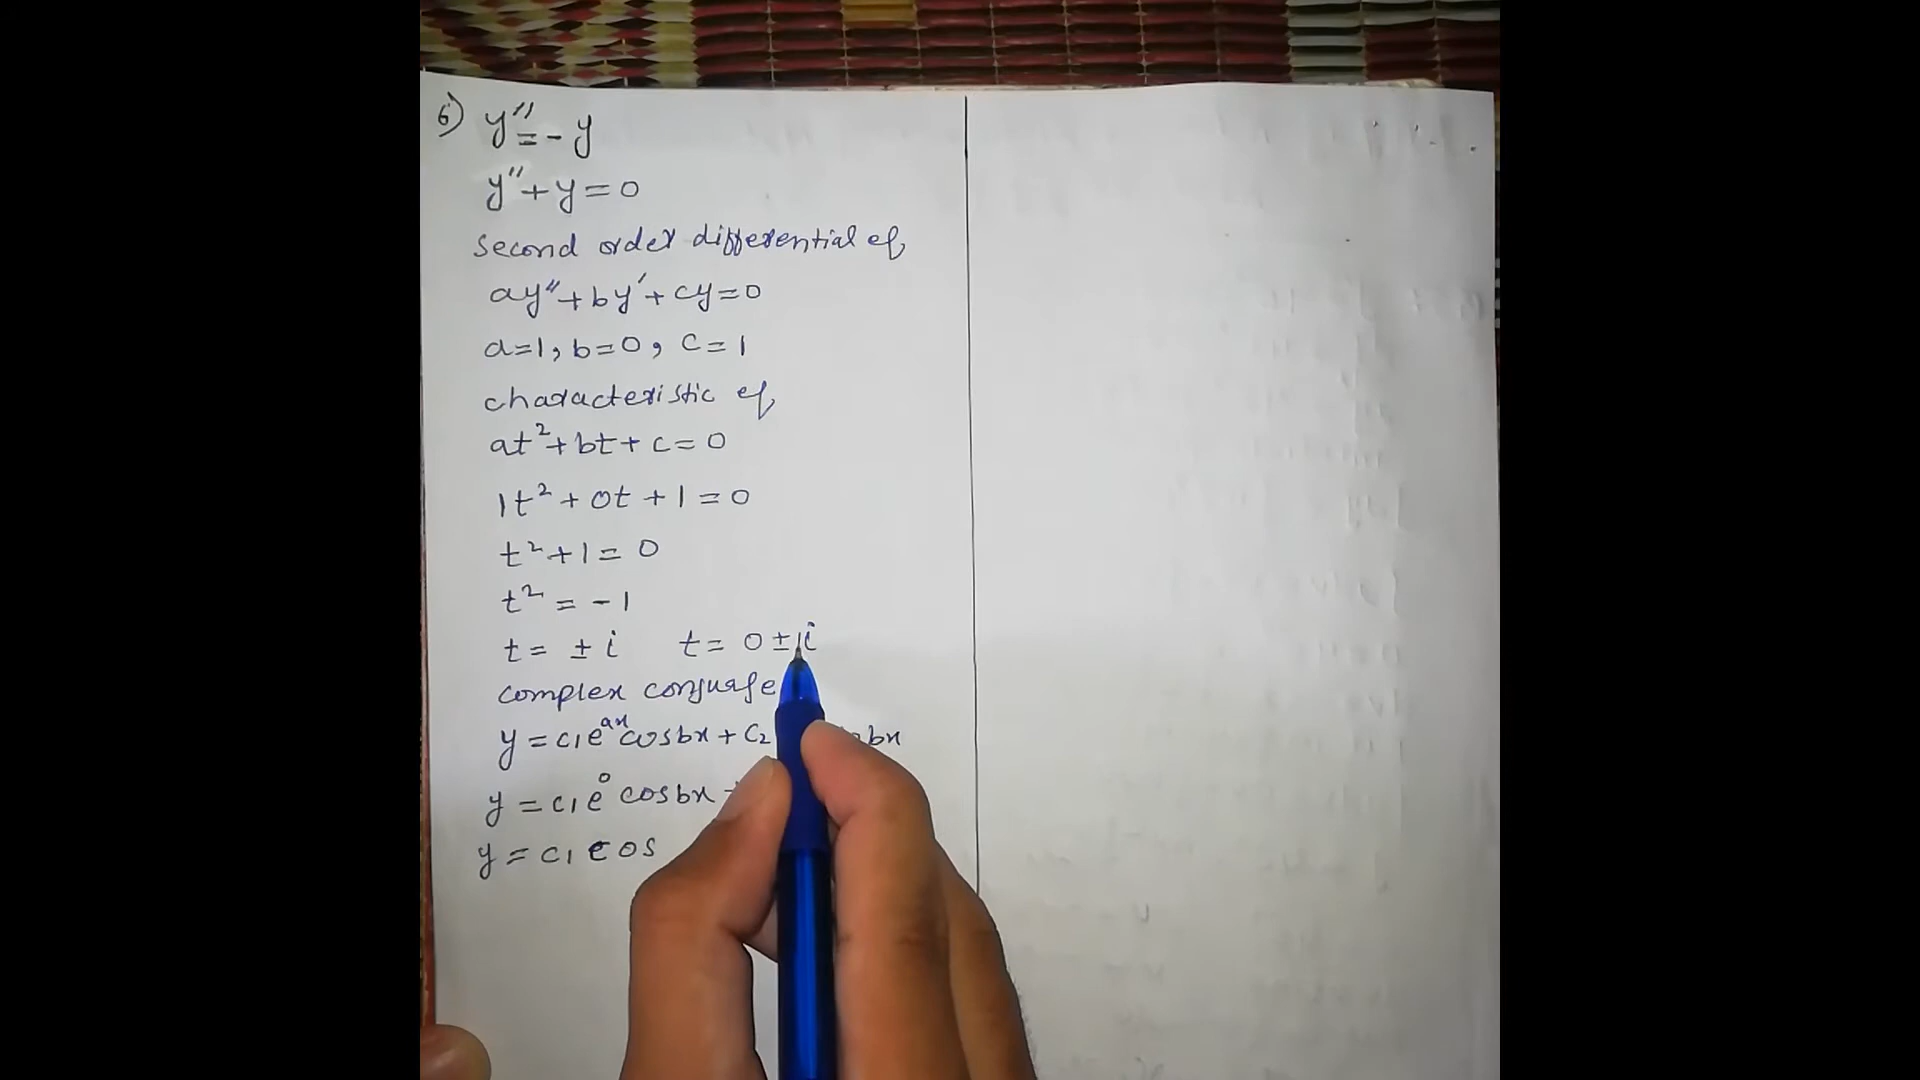 6) y'' = - y
y'' + y = 0
second order differential eq
ay'' + by' + cy = 0
a=1, b=0, c=1
characteristic eq
at² + bt + c = 0
1t² + 0t + 1 = 0
t² + 1 = 0
t² = -1
t = ± i t = 0 ± 1i
complex conjugate
y = c1e^ax cosbx + c2 bx
y = c1e^0 cosbx
y = c1 cos